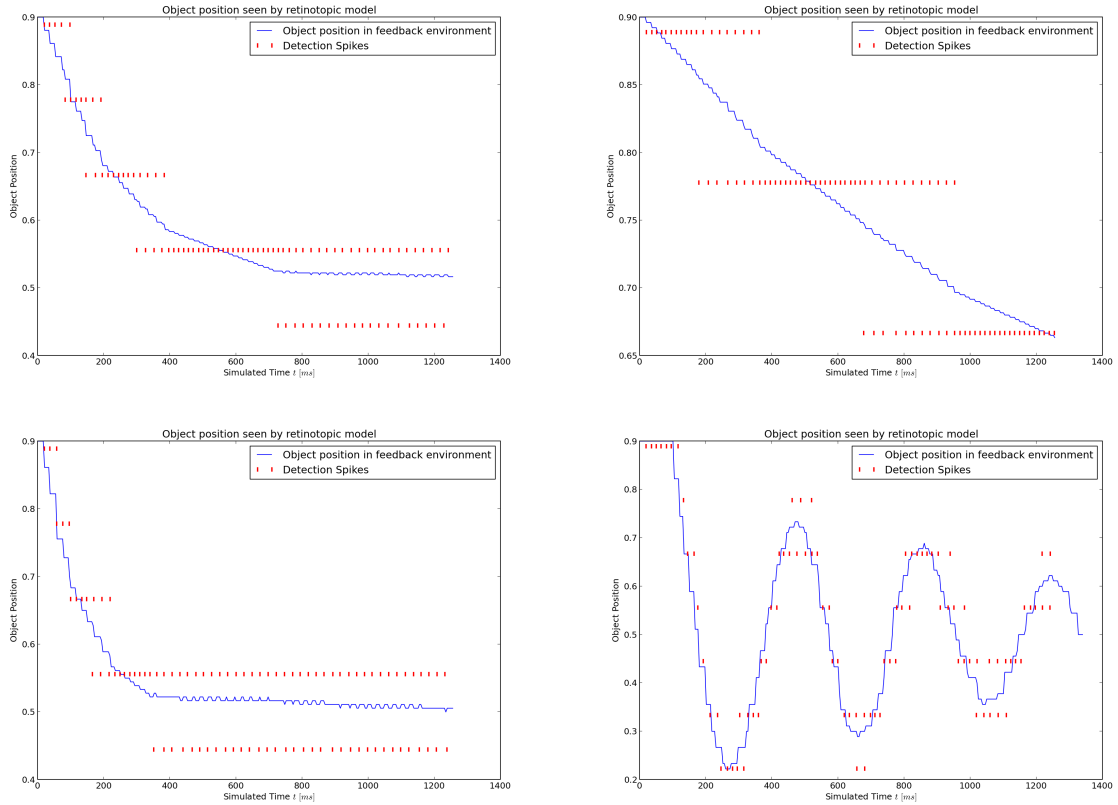 Object position seen by retinotopic model
Object position in feedback environment
Detection Spikes
0.9
0.8
0.7
0.6
0.5
0.4
Object Position
0 200 400 600 800 1000 1200 1400
Simulated Time t [ms]
Object position seen by retinotopic model
Object position in feedback environment
Detection Spikes
0.90
0.85
0.80
0.75
0.70
0.65
Object Position
0 200 400 600 800 1000 1200 1400
Simulated Time t [ms]
Object position seen by retinotopic model
Object position in feedback environment
Detection Spikes
0.9
0.8
0.7
0.6
0.5
0.4
Object Position
0 200 400 600 800 1000 1200 1400
Simulated Time t [ms]
Object position seen by retinotopic model
Object position in feedback environment
Detection Spikes
0.9
0.8
0.7
0.6
0.5
0.4
0.3
0.2
Object Position
0 200 400 600 800 1000 1200 1400
Simulated Time t [ms]